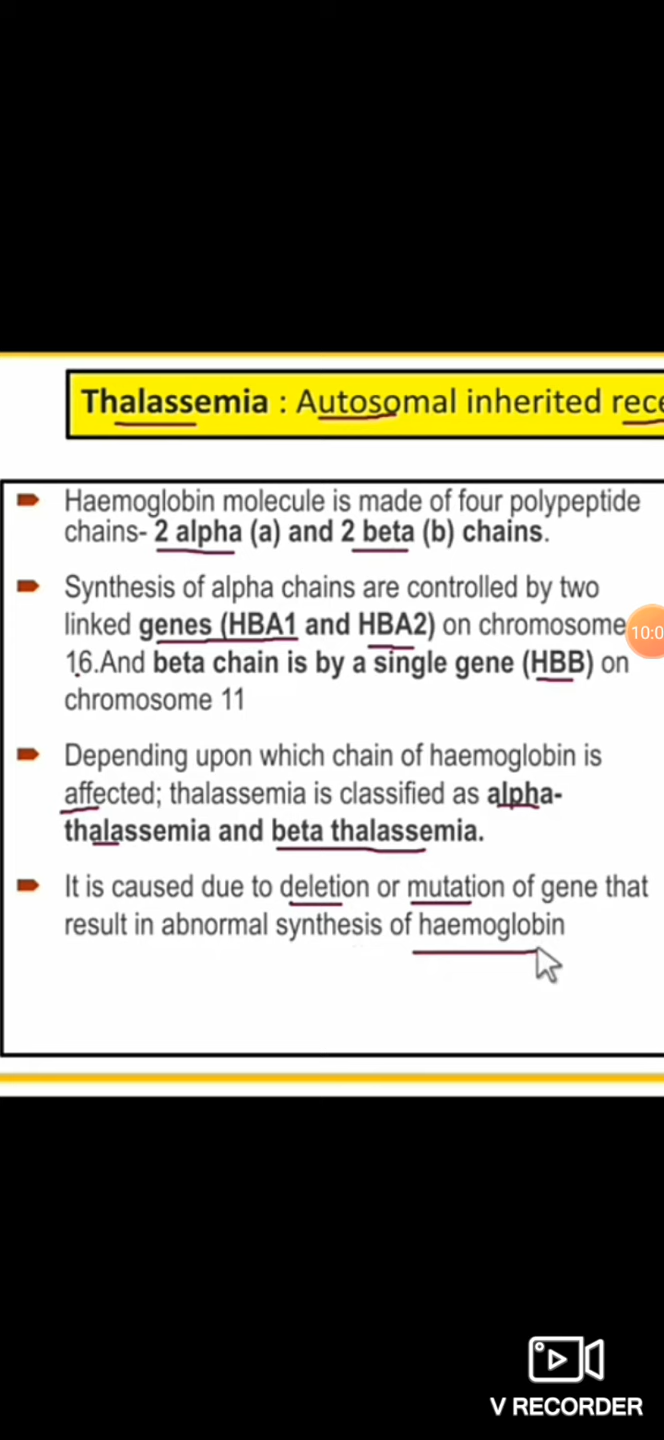 Thalassemia : Autosomal inherited rece
Haemoglobin molecule is made of four polypeptide
chains- 2 alpha (a) and 2 beta (b) chains.
Synthesis of alpha chains are controlled by two
linked genes (HBA1 and HBA2) on chromosome
16.And beta chain is by a single gene (HBB) on
chromosome 11
Depending upon which chain of haemoglobin is
affected; thalassemia is classified as alpha-
thalassemia and beta thalassemia.
It is caused due to deletion or mutation of gene that
result in abnormal synthesis of haemoglobin
10:0
V RECORDER